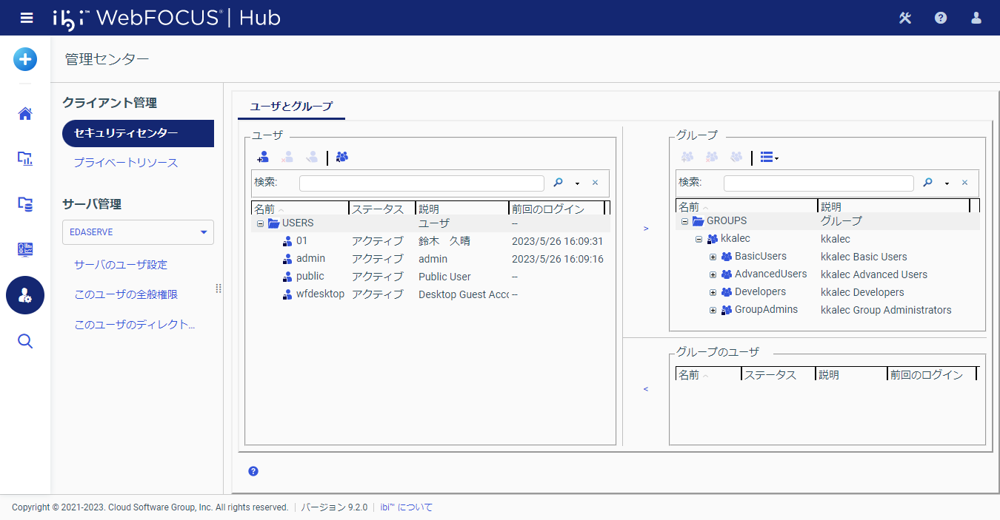 ibi™ WebFOCUS® | Hub
管理センター
クライアント管理
セキュリティセンター
プライベートリソース
サーバ管理
EDASERVE
サーバのユーザ設定
このユーザの全般権限
このユーザのディレクト...
ユーザとグループ
ユーザ
検索:
名前 ステータス 説明 前回のログイン
USERS ユーザ --
01 アクティブ 鈴木　久晴 2023/5/26 16:09:31
admin アクティブ admin 2023/5/26 16:09:16
public アクティブ Public User --
wfdesktop アクティブ Desktop Guest Acc --
>
<
グループ
検索:
名前 説明
GROUPS グループ
kkalec kkalec
BasicUsers kkalec Basic Users
AdvancedUsers kkalec Advanced Users
Developers kkalec Developers
GroupAdmins kkalec Group Administrators
グループのユーザ
名前 ステータス 説明 前回のログイン
Copyright © 2021-2023. Cloud Software Group, Inc. All rights reserved. | バージョン 9.2.0 | ibi™ について